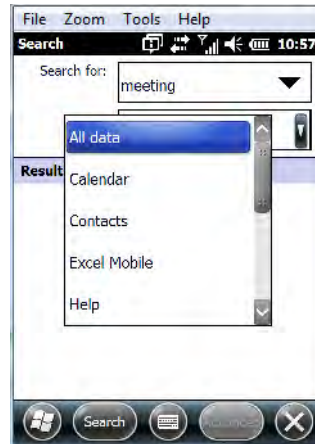 File Zoom Tools Help
Search 10:57
Search for:
meeting
All data
Result
Calendar
Contacts
Excel Mobile
Help
Search
Advanced